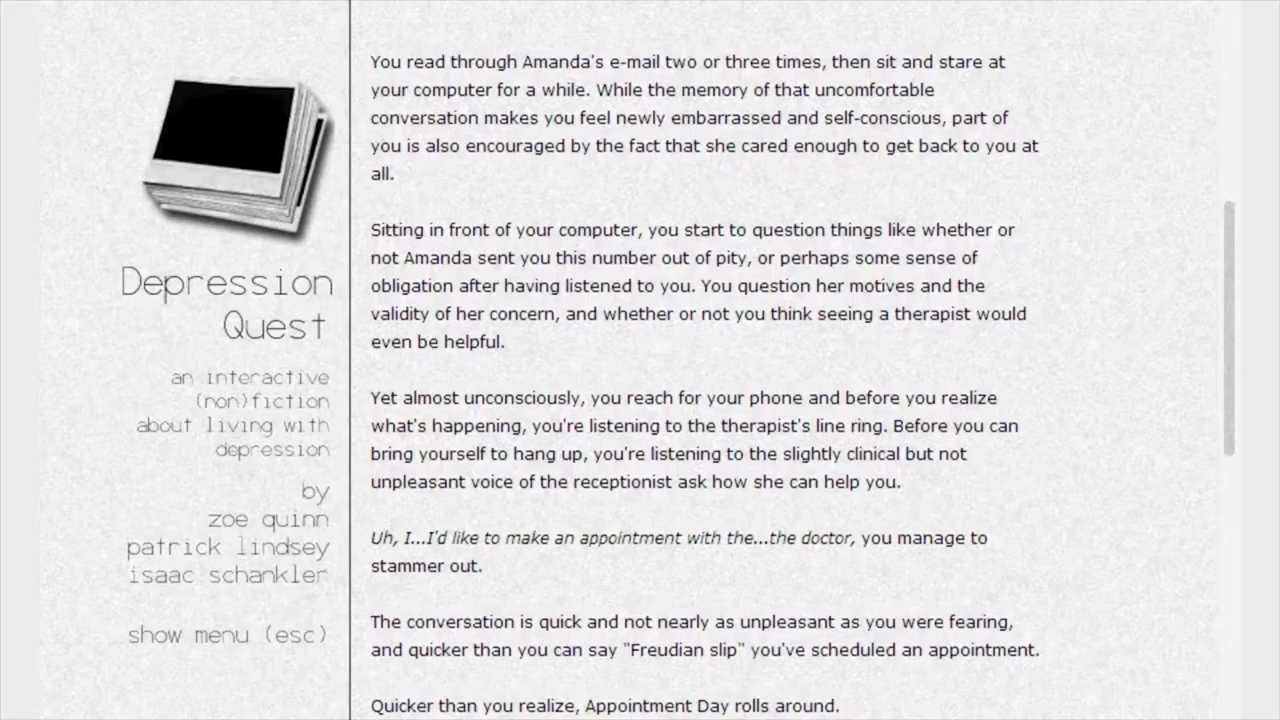 Depression
Quest
an interactive
(non)fiction
about living with
depression
by
zoe quinn
patrick lindsey
isaac schankler
show menu (esc)
You read through Amanda's e-mail two or three times, then sit and stare at
your computer for a while. While the memory of that uncomfortable
conversation makes you feel newly embarrassed and self-conscious, part of
you is also encouraged by the fact that she cared enough to get back to you at
all.
Sitting in front of your computer, you start to question things like whether or
not Amanda sent you this number out of pity, or perhaps some sense of
obligation after having listened to you. You question her motives and the
validity of her concern, and whether or not you think seeing a therapist would
even be helpful.
Yet almost unconsciously, you reach for your phone and before you realize
what's happening, you're listening to the therapist's line ring. Before you can
bring yourself to hang up, you're listening to the slightly clinical but not
unpleasant voice of the receptionist ask how she can help you.
Uh, I...I'd like to make an appointment with the...the doctor, you manage to
stammer out.
The conversation is quick and not nearly as unpleasant as you were fearing,
and quicker than you can say "Freudian slip" you've scheduled an appointment.
Quicker than you realize, Appointment Day rolls around.